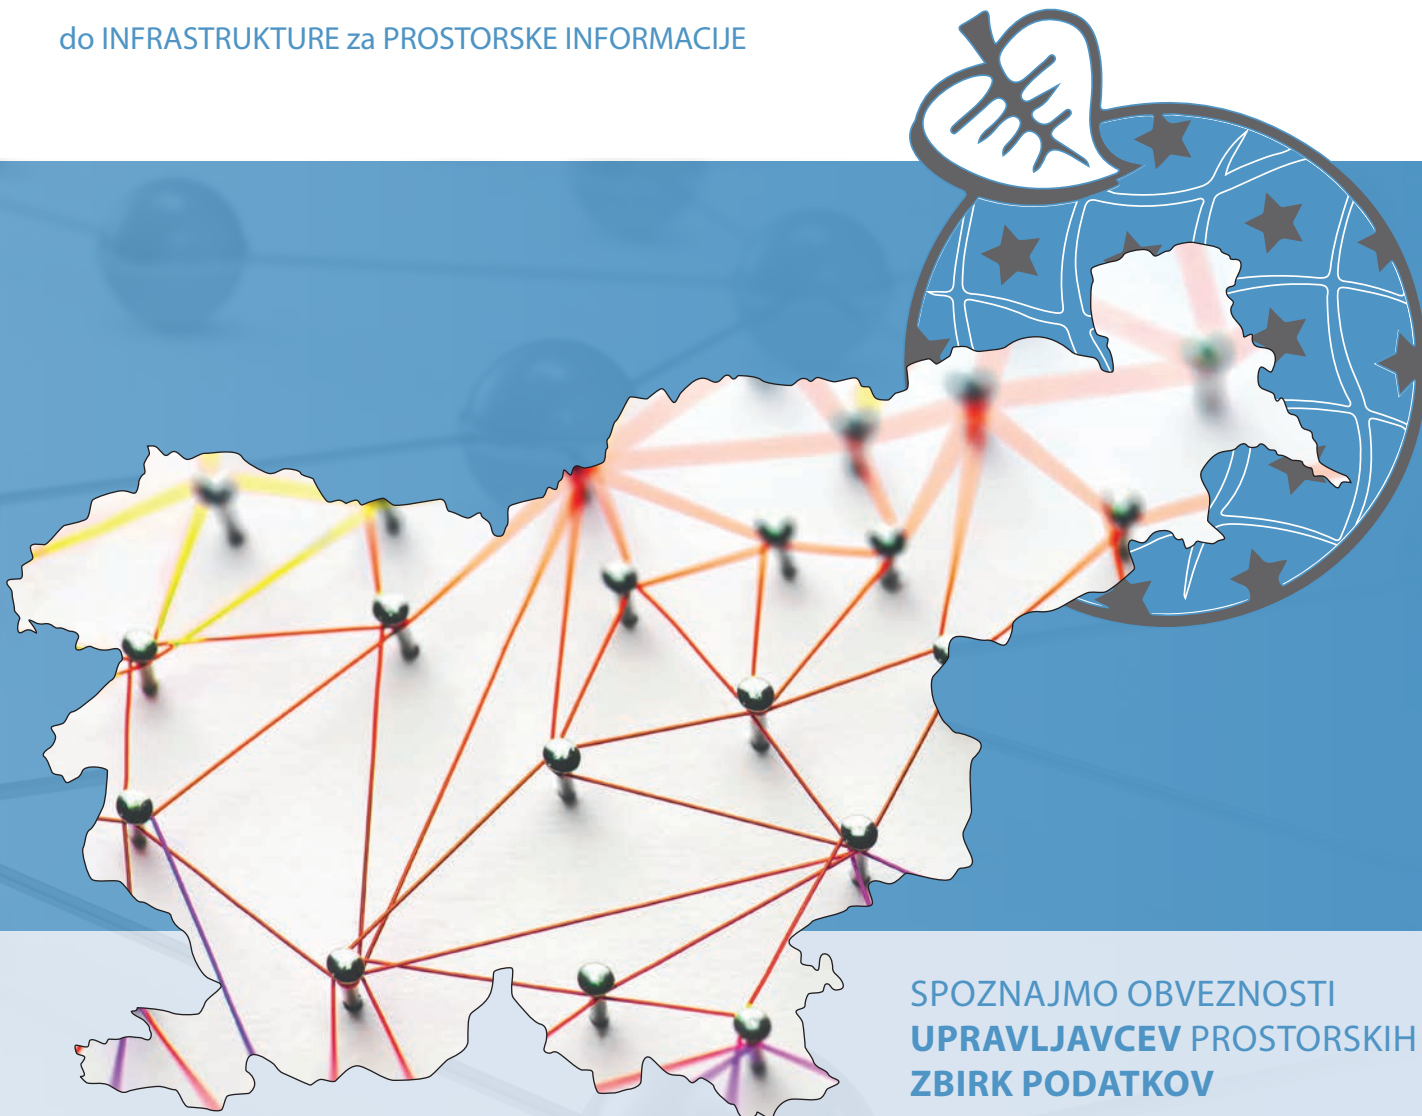 do INFRASTRUKTURE za PROSTORSKE INFORMACIJE
SPOZNAJMO OBVEZNOSTI
UPRAVLJAVCEV PROSTORSKIH
ZBIRK PODATKOV